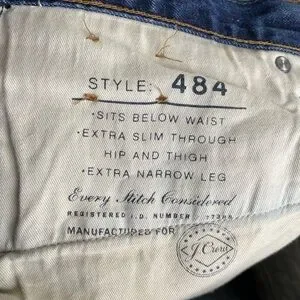 STYLE: 484
•SITS BELOW WAIST
•EXTRA SLIM THROUGH
HIP AND THIGH
•EXTRA NARROW LEG
Every Stitch Considered
REGISTERED I.D. NUMBER
MANUFACTURED FOR
J.Crew